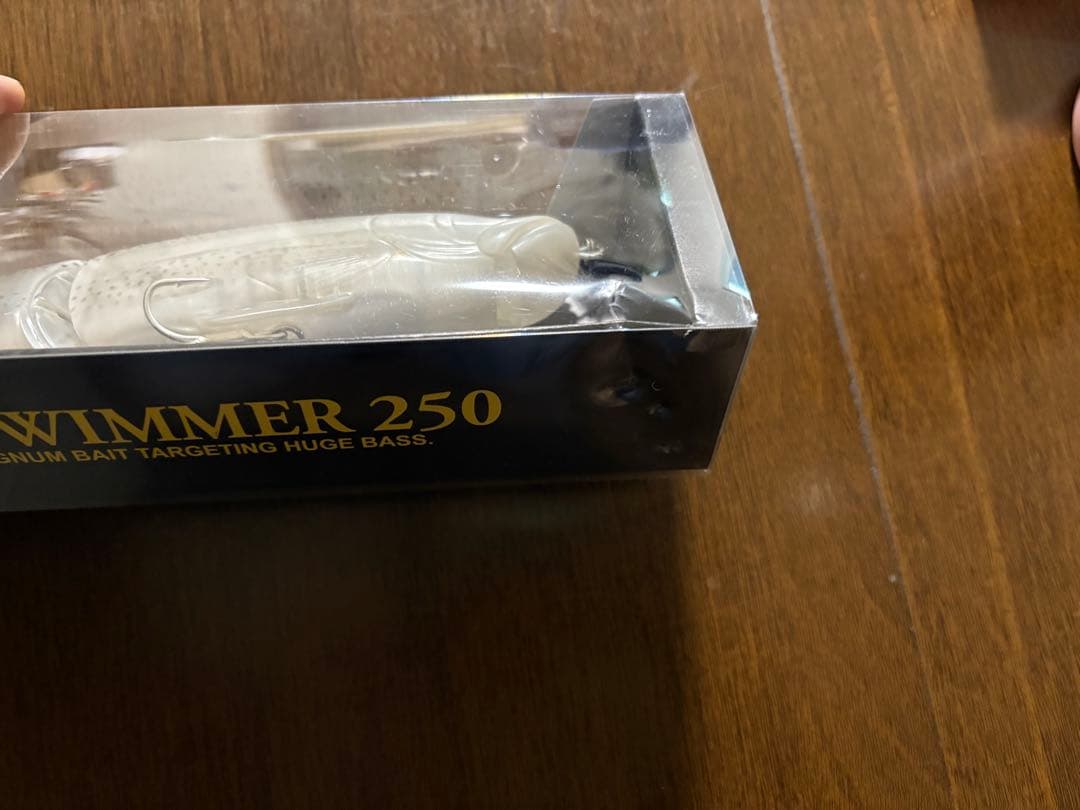 WIMMER 250
GNUM BAIT TARGETING HUGE BASS.